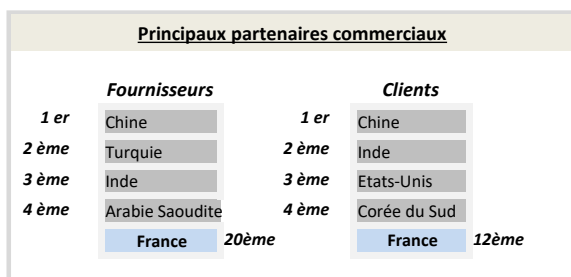 Principaux partenaires commerciaux
Fournisseurs Clients
1 er Chine 1 er Chine
2 ème Turquie 2 ème Inde
3 ème Inde 3 ème Etats-Unis
4 ème Arabie Saoudite 4 ème Corée du Sud
France 20ème France 12ème